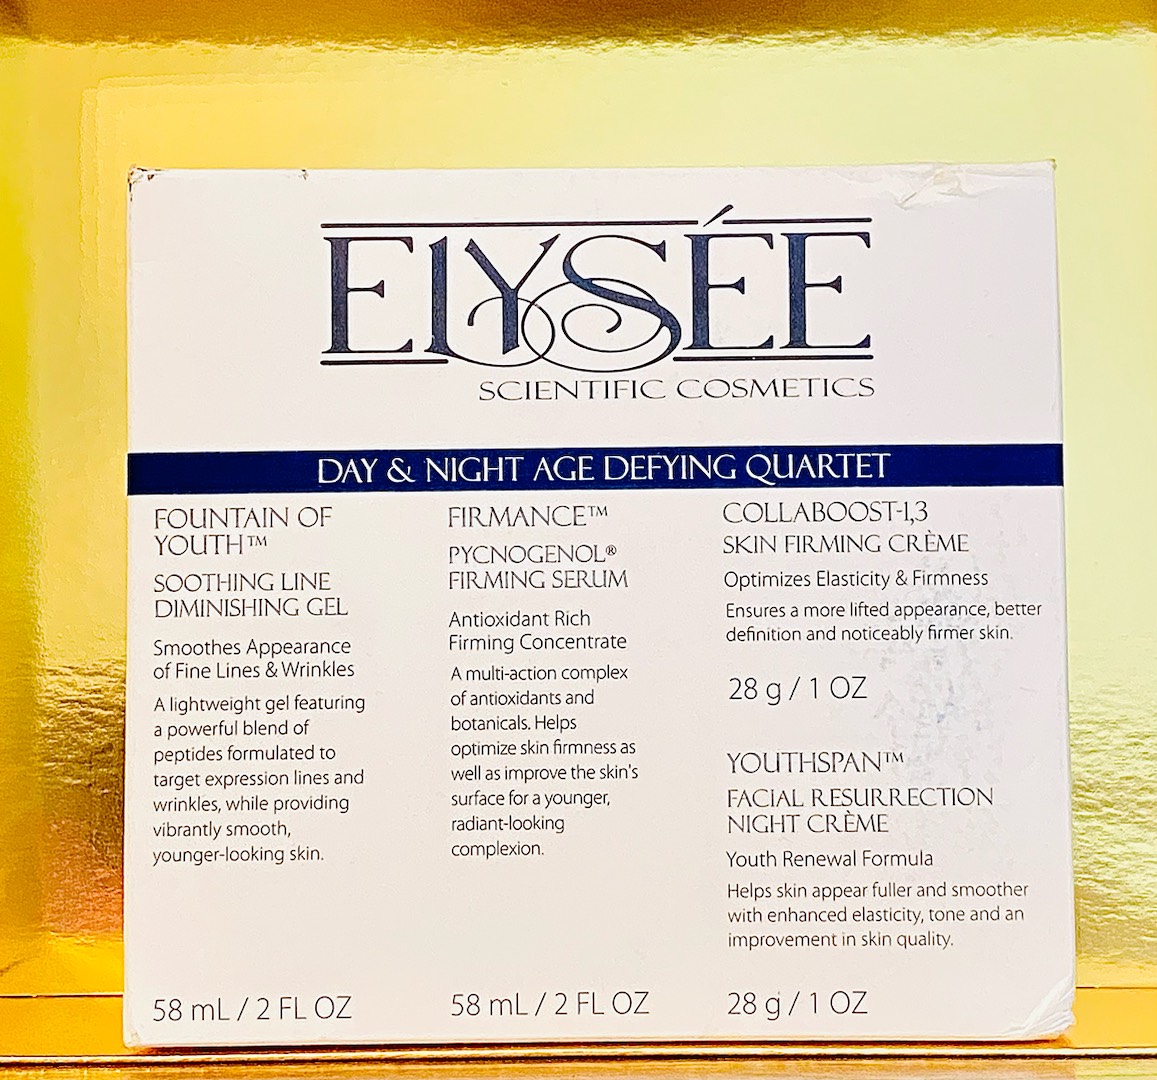 ELYSÉE
SCIENTIFIC COSMETICS
DAY & NIGHT AGE DEFYING QUARTET
FOUNTAIN OF
YOUTH™
SOOTHING LINE
DIMINISHING GEL
Smoothes Appearance
of Fine Lines & Wrinkles
A lightweight gel featuring
a powerful blend of
peptides formulated to
target expression lines and
wrinkles, while providing
vibrantly smooth,
younger-looking skin.
58 mL / 2 FL OZ
FIRMANCE™
PYCNOGENOL®
FIRMING SERUM
Antioxidant Rich
Firming Concentrate
A multi-action complex
of antioxidants and
botanicals. Helps
optimize skin firmness as
well as improve the skin's
surface for a younger,
radiant-looking
complexion.
58 mL / 2 FL OZ
COLLABOOST-1,3
SKIN FIRMING CRÈME
Optimizes Elasticity & Firmness
Ensures a more lifted appearance, better
definition and noticeably firmer skin.
28 g / 1 OZ
YOUTHSPAN™
FACIAL RESURRECTION
NIGHT CRÈME
Youth Renewal Formula
Helps skin appear fuller and smoother
with enhanced elasticity, tone and an
improvement in skin quality.
28 g / 1 OZ